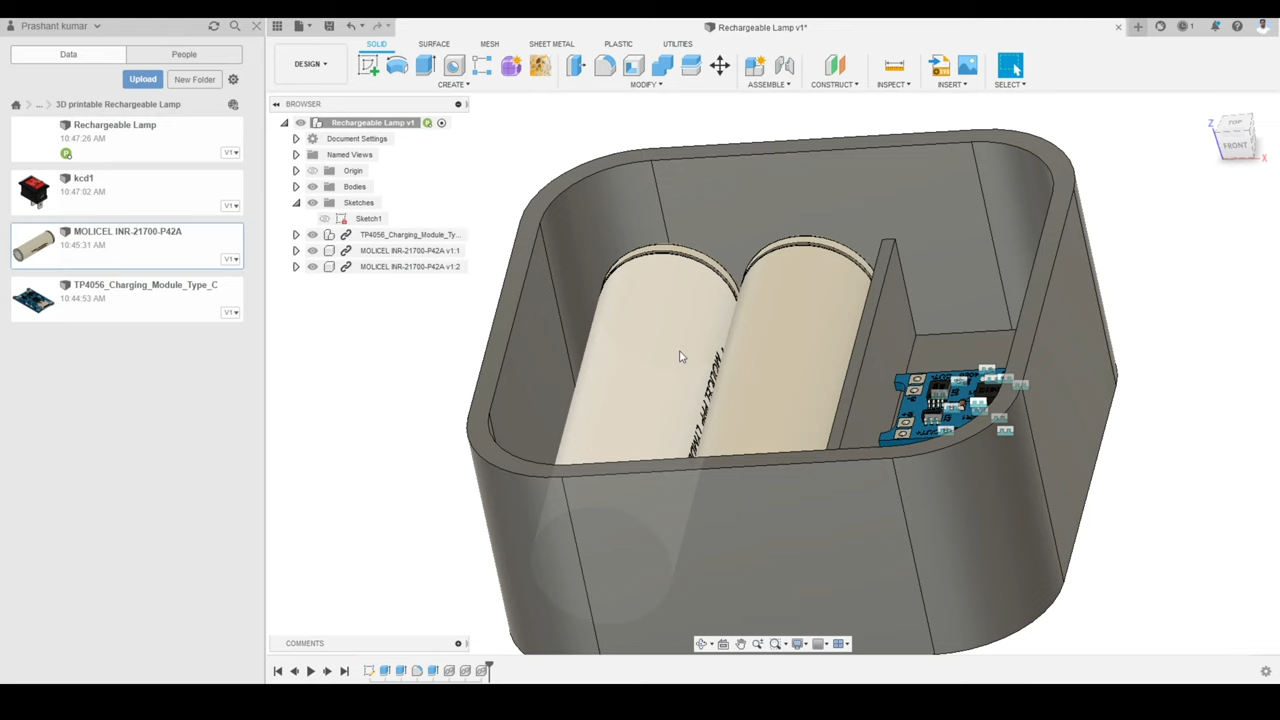 Prashant kumar
Rechargeable Lamp v1*
1
Data
People
Upload
New Folder
... 3D printable Rechargeable Lamp
Rechargeable Lamp
10:47:26 AM
V1
kcd1
10:47:02 AM
V1
MOLICEL INR-21700-P42A
10:45:31 AM
V1
TP4056_Charging_Module_Type_C
10:44:53 AM
V1
DESIGN
SOLID
SURFACE
MESH
SHEET METAL
PLASTIC
UTILITIES
CREATE
MODIFY
ASSEMBLE
CONSTRUCT
INSPECT
INSERT
SELECT
BROWSER
Rechargeable Lamp v1
Document Settings
Named Views
Origin
Bodies
Sketches
Sketch1
TP4056_Charging_Module_Ty...
MOLICEL INR-21700-P42A v1:1
MOLICEL INR-21700-P42A v1:2
Z
TOP
FRONT
X
COMMENTS